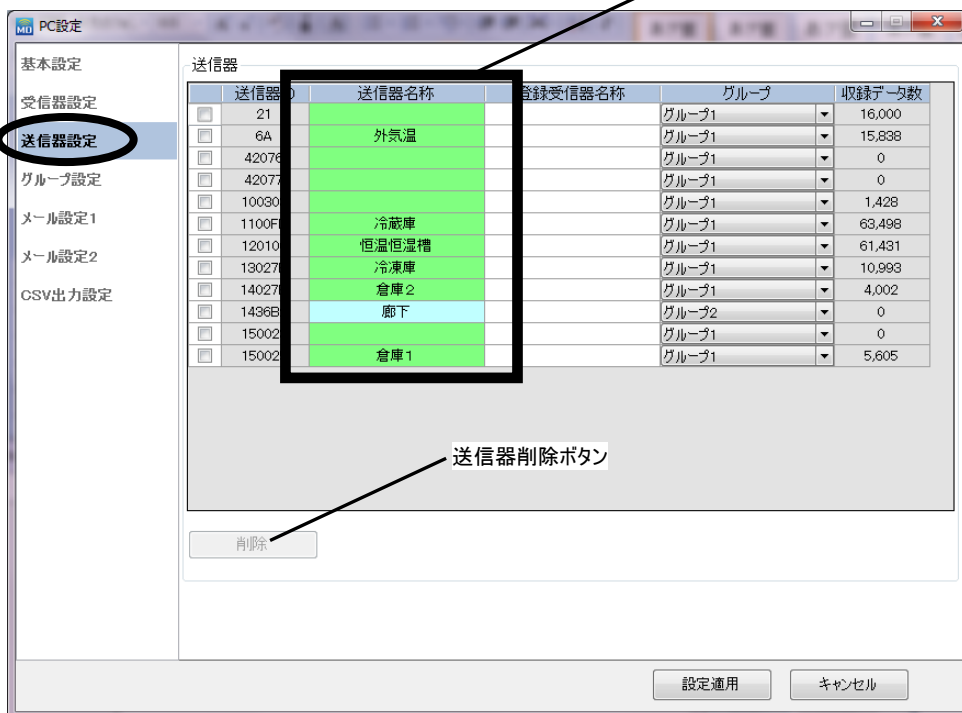 MD PC設定
基本設定
受信器設定
送信器設定
グループ設定
メール設定1
メール設定2
CSV出力設定
送信器
送信器 送信器名称 登録受信器名称 グループ 収録データ数
21 グループ1 16,000
6A 外気温 グループ1 15,838
42076 グループ1 0
42077 グループ1 0
10030 グループ1 1,428
1100F 冷蔵庫 グループ1 63,498
12010 恒温恒湿槽 グループ1 61,431
13027 冷凍庫 グループ1 10,993
14027 倉庫2 グループ1 4,002
1436B 廊下 グループ2 0
15002 グループ1 0
15002 倉庫1 グループ1 5,605
送信器削除ボタン
削除
設定適用 キャンセル